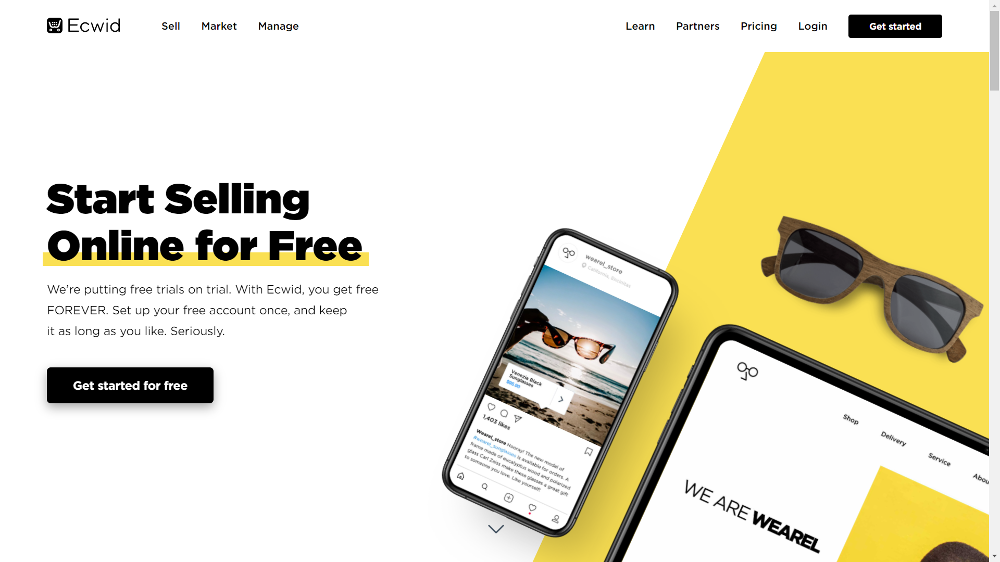 Ecwid
Sell
Market
Manage
Learn
Partners
Pricing
Login
Get started
Start Selling
Online for Free
We’re putting free trials on trial. With Ecwid, you get free
FOREVER. Set up your free account once, and keep
it as long as you like. Seriously.
Get started for free
wearel_store
California, Encinitas
Venezia Black
Sunglasses
$95.90
1,403 likes
Wearel_store Hooray! The new model of
#wearel_sunglasses is available for orders. A
frame made of eucalyptus wood and polarized
glass Carl Zeiss make these glasses a great gift
to someone you love. Like yourself!
Shop
Delivery
Service
Abou
WE ARE WEAREL